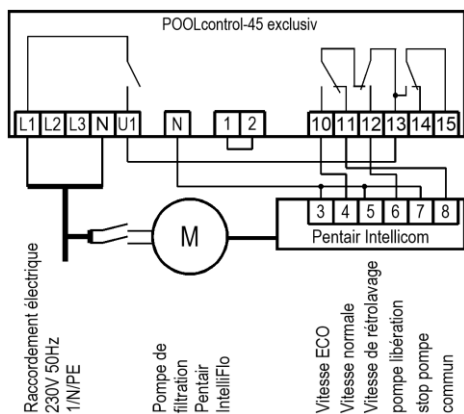 POOLcontrol-45 exclusiv
L1 L2 L3 N U1 N 1 2 10 11 12 13 14 15
3 4 5 6 7 8
M
Pentair Intellicom
Raccordement électrique
230V 50Hz
1/N/PE
Pompe de
filtration
Pentair
IntelliFlo
Vitesse ECO
Vitesse normale
Vitesse de rétrolavage
pompe libération
stop pompe
commun